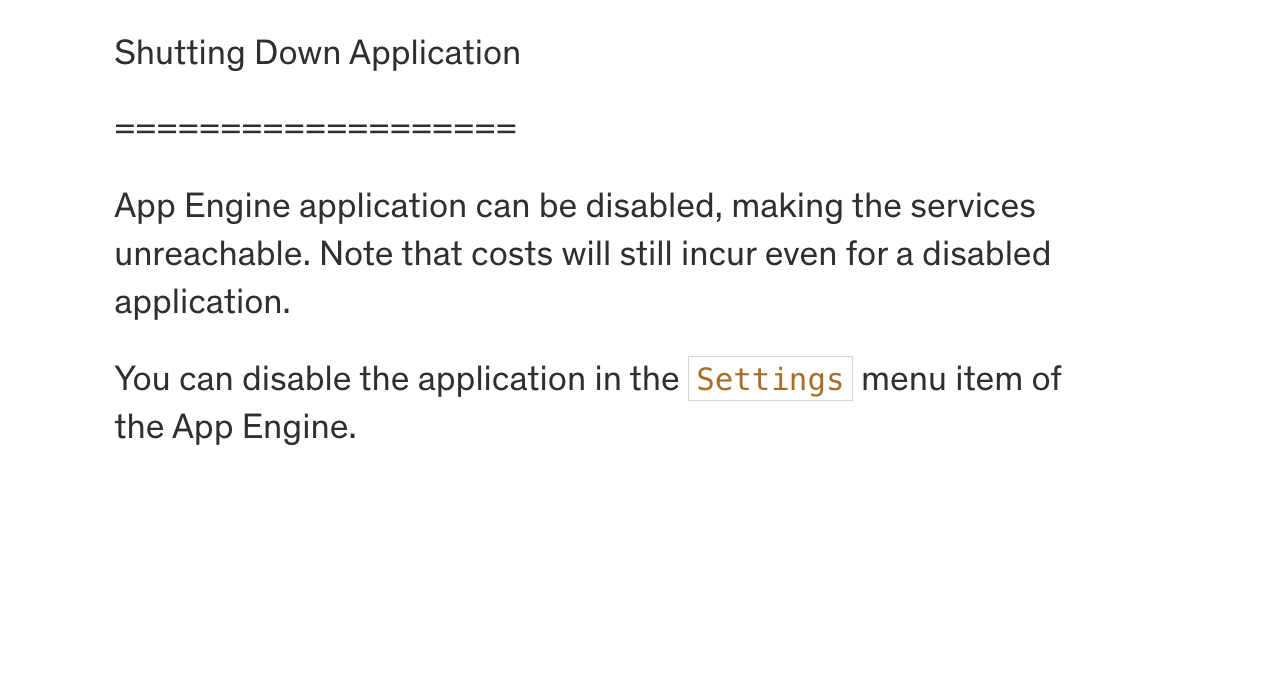 Shutting Down Application
===================
App Engine application can be disabled, making the services
unreachable. Note that costs will still incur even for a disabled
application.
You can disable the application in the Settings menu item of
the App Engine.